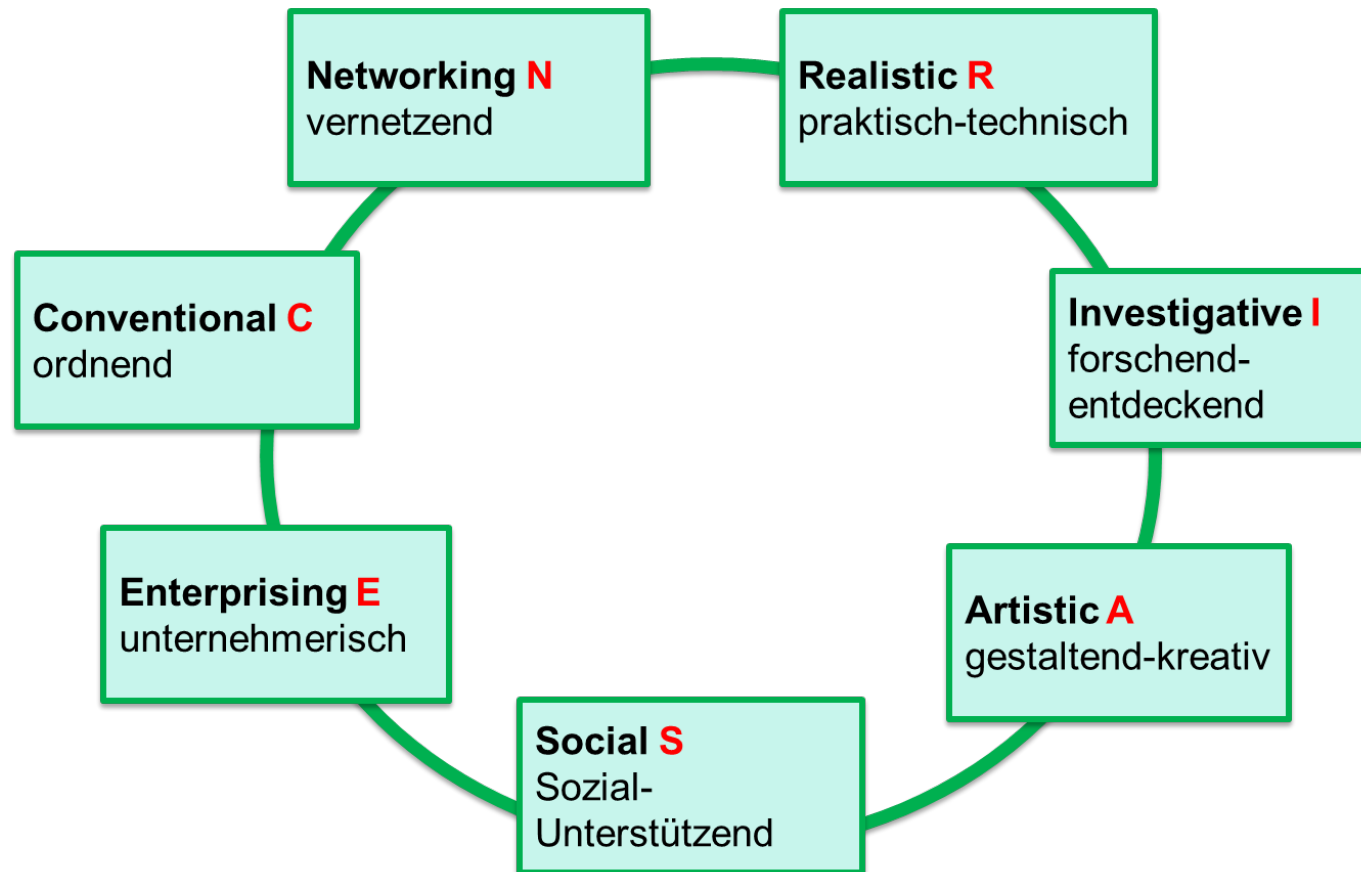 Networking N
vernetzend
Realistic R
praktisch-technisch
Investigative I
forschend-
entdeckend
Artistic A
gestaltend-kreativ
Social S
Sozial-
Unterstützend
Enterprising E
unternehmerisch
Conventional C
ordnend